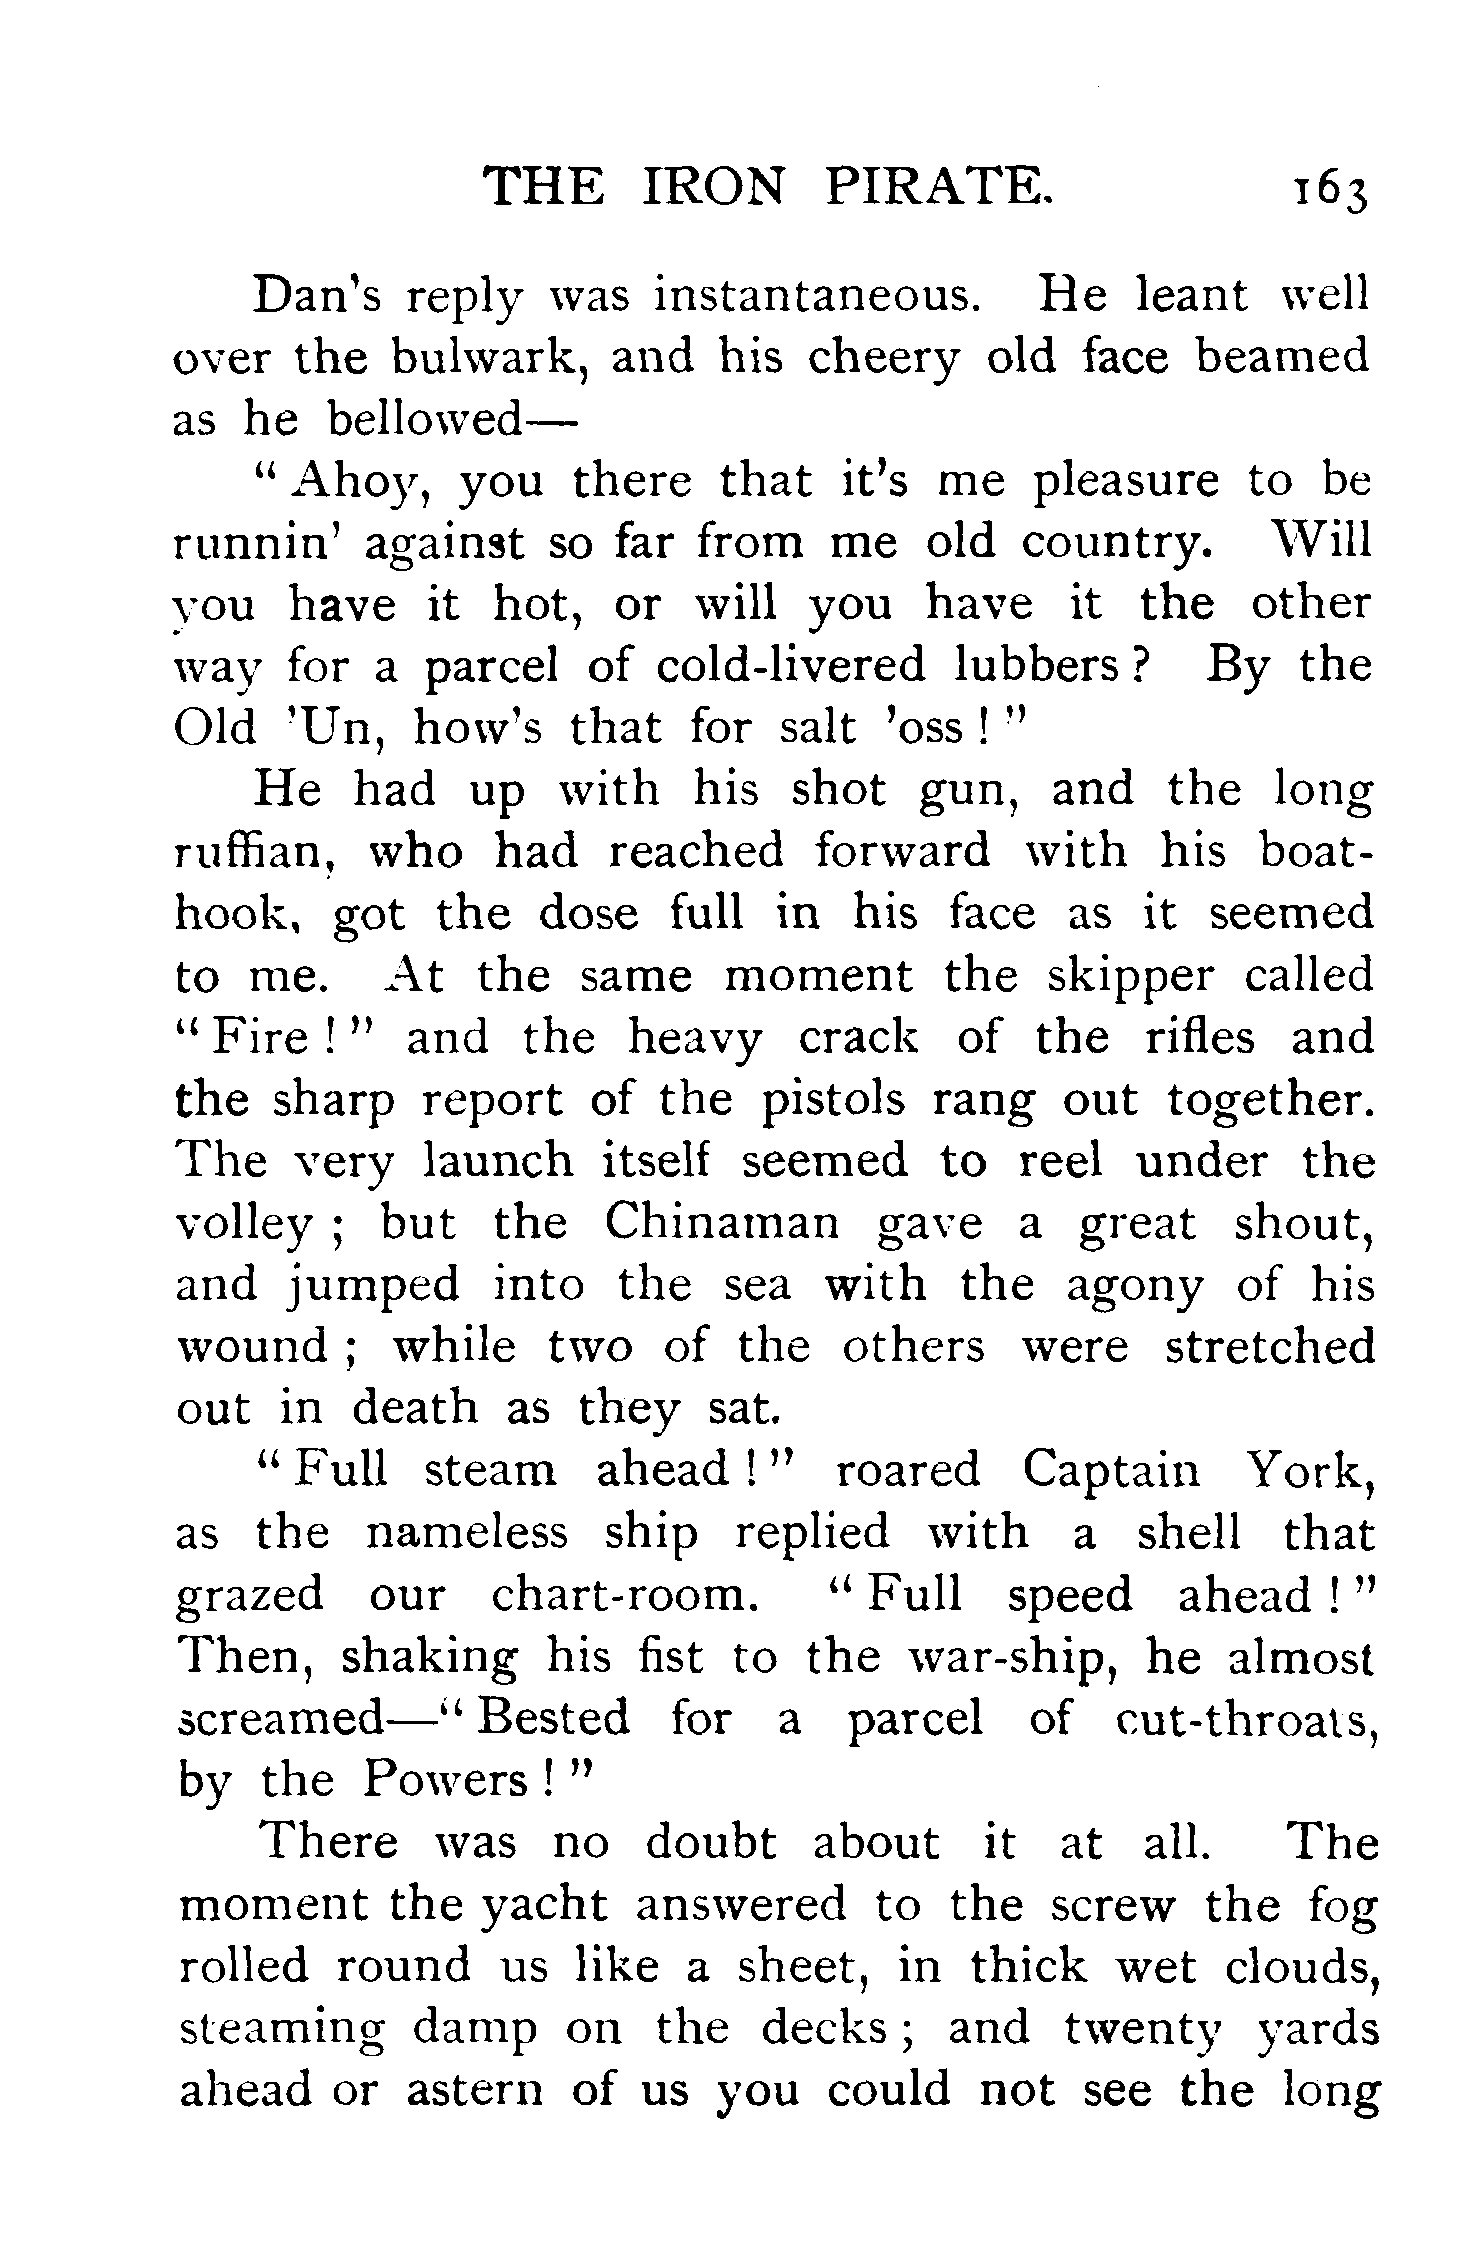 THE IRON PIRATE. 163
Dan's reply was instantaneous. He leant well
over the bulwark, and his cheery old face beamed
as he bellowed—
"Ahoy, you there that it's me pleasure to be
runnin' against so far from me old country. Will
you have it hot, or will you have it the other
way for a parcel of cold-livered lubbers? By the
Old 'Un, how's that for salt 'oss!"
He had up with his shot gun, and the long
ruffian, who had reached forward with his boat-
hook, got the dose full in his face as it seemed
to me. At the same moment the skipper called
"Fire!" and the heavy crack of the rifles and
the sharp report of the pistols rang out together.
The very launch itself seemed to reel under the
volley; but the Chinaman gave a great shout,
and jumped into the sea with the agony of his
wound; while two of the others were stretched
out in death as they sat.
"Full steam ahead!" roared Captain York,
as the nameless ship replied with a shell that
grazed our chart-room. "Full speed ahead!"
Then, shaking his fist to the war-ship, he almost
screamed—"Bested for a parcel of cut-throats,
by the Powers!"
There was no doubt about it at all. The
moment the yacht answered to the screw the fog
rolled round us like a sheet, in thick wet clouds,
steaming damp on the decks; and twenty yards
ahead or astern of us you could not see the long